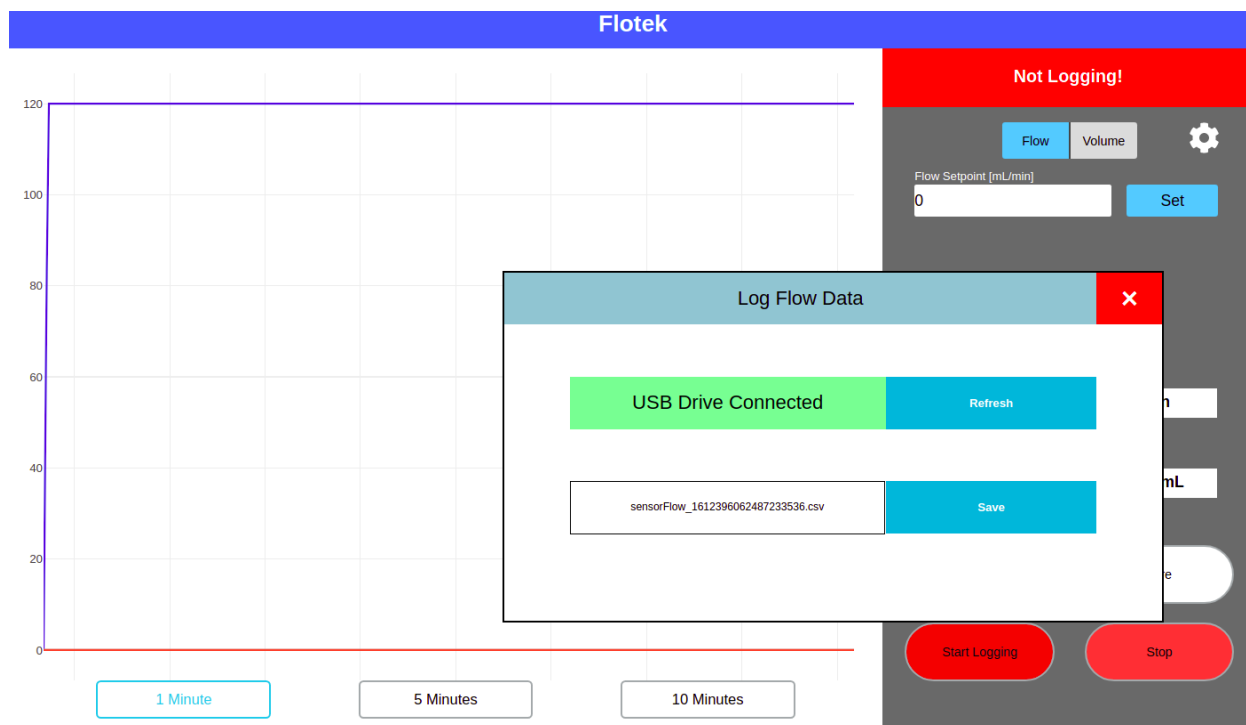 Flotek
Not Logging!
Flow
Volume
Flow Setpoint [mL/min]
0
Set
120
100
80
60
40
20
0
Log Flow Data
×
USB Drive Connected
Refresh
sensorFlow_1612396062487233536.csv
Save
mL
Start Logging
Stop
1 Minute
5 Minutes
10 Minutes